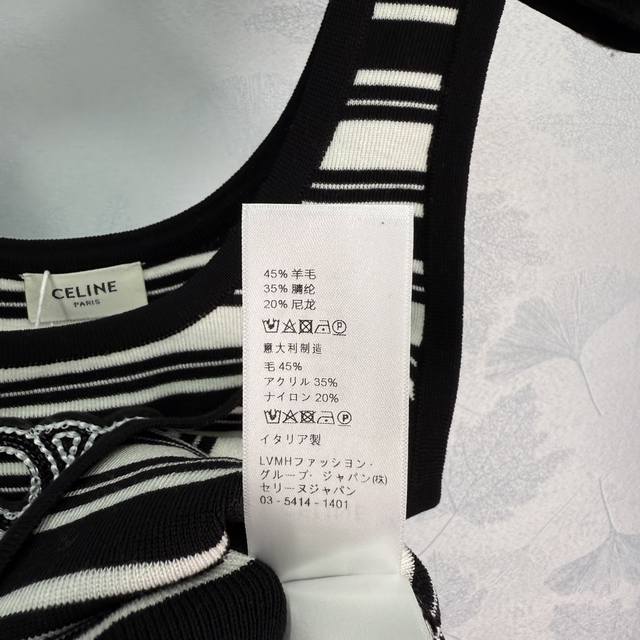 CELINE
PARIS
45% 羊毛
35% 腈纶
20% 尼龙
意大利制造
毛 45%
アクリル 35%
ナイロン 20%
イタリア製
LVMHファッション・
グループ・ジャパン(株)
セリーヌジャパン
03-5414-1401